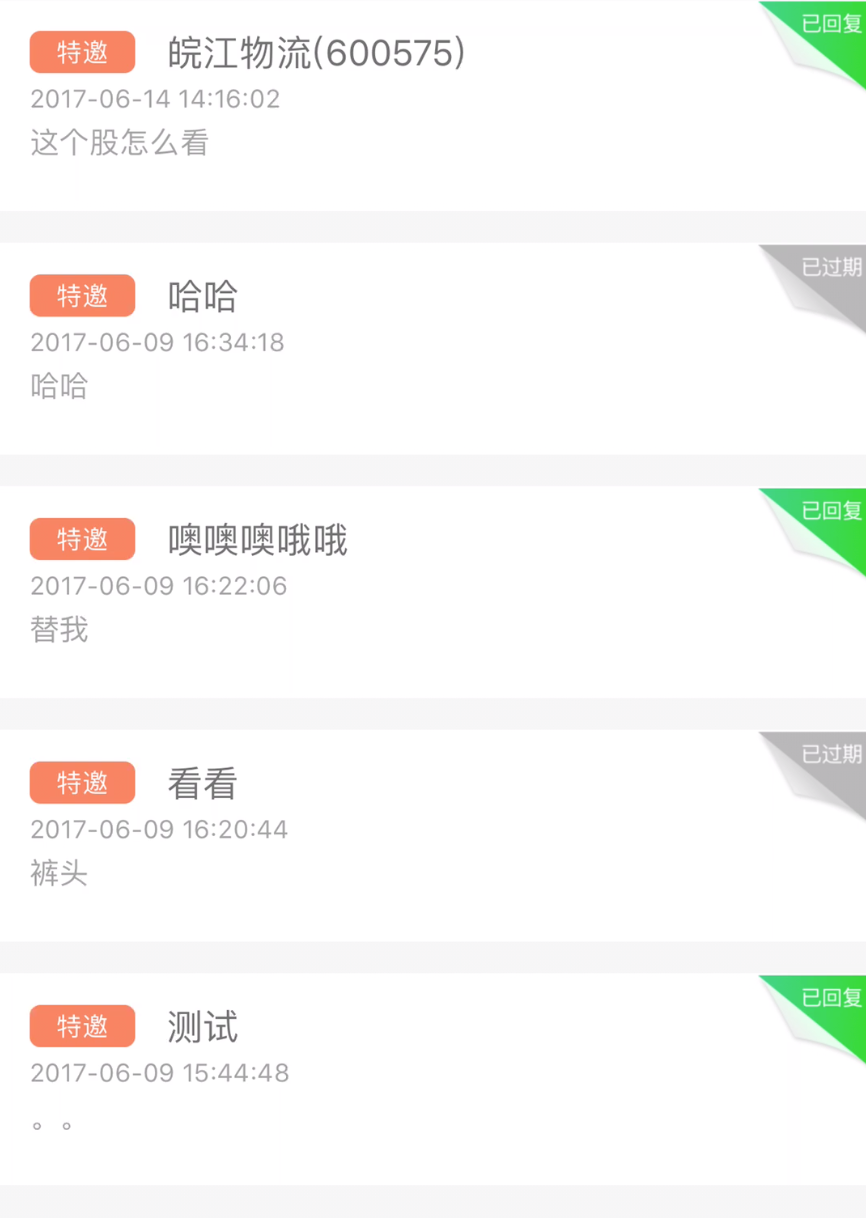 特邀 皖江物流(600575) 已回复
2017-06-14 14:16:02
这个股怎么看
特邀 哈哈 已过期
2017-06-09 16:34:18
哈哈
特邀 噢噢噢哦哦 已回复
2017-06-09 16:22:06
替我
特邀 看看 已过期
2017-06-09 16:20:44
裤头
特邀 测试 已回复
2017-06-09 15:44:48
。。